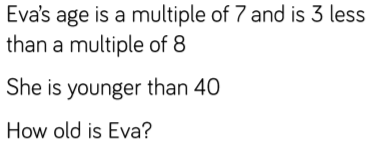 Eva's age is a multiple of 7 and is 3 less
than a multiple of 8
She is younger than 40
How old is Eva?